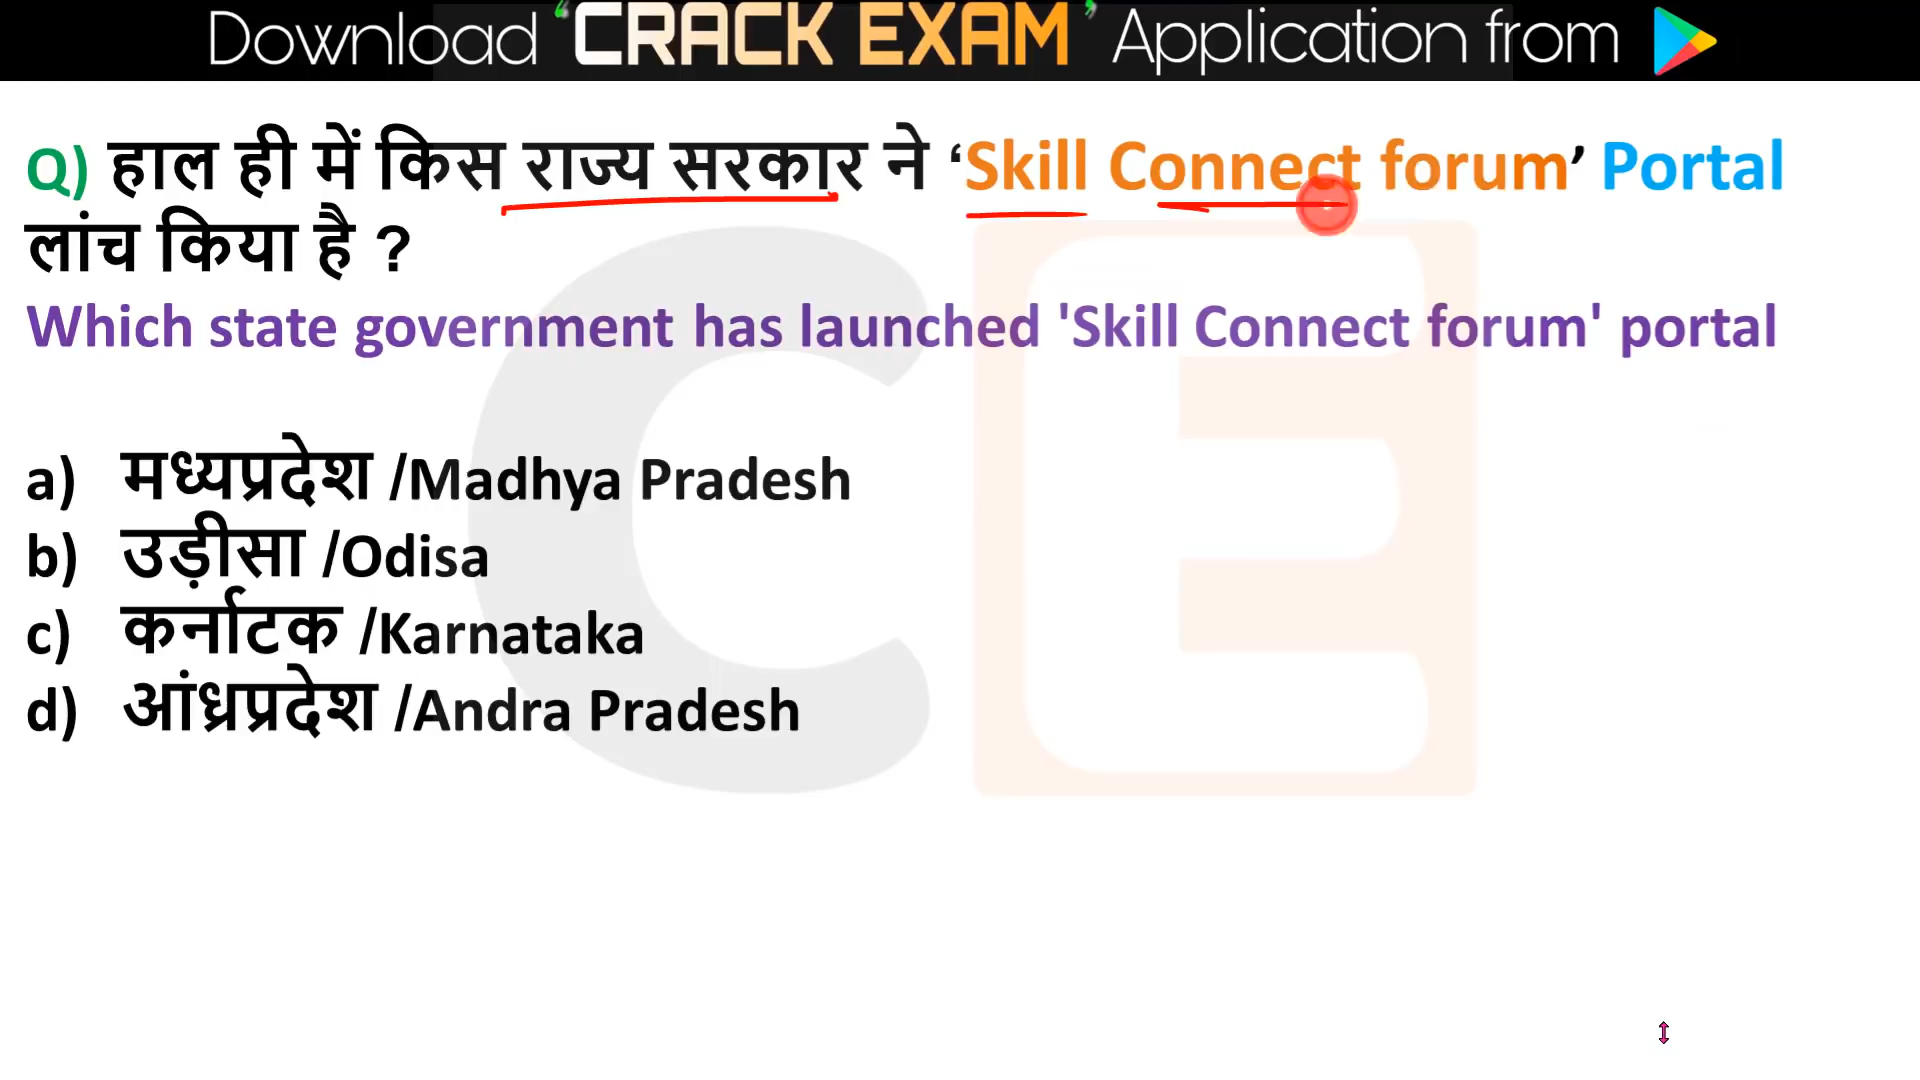 Download ‘CRACK EXAM’ Application from
Q) हाल ही में किस राज्य सरकार ने ‘Skill Connect forum’ Portal
लांच किया है ?
Which state government has launched 'Skill Connect forum' portal
a) मध्यप्रदेश /Madhya Pradesh
b) उड़ीसा /Odisa
c) कर्नाटक /Karnataka
d) आंध्रप्रदेश /Andra Pradesh
CE